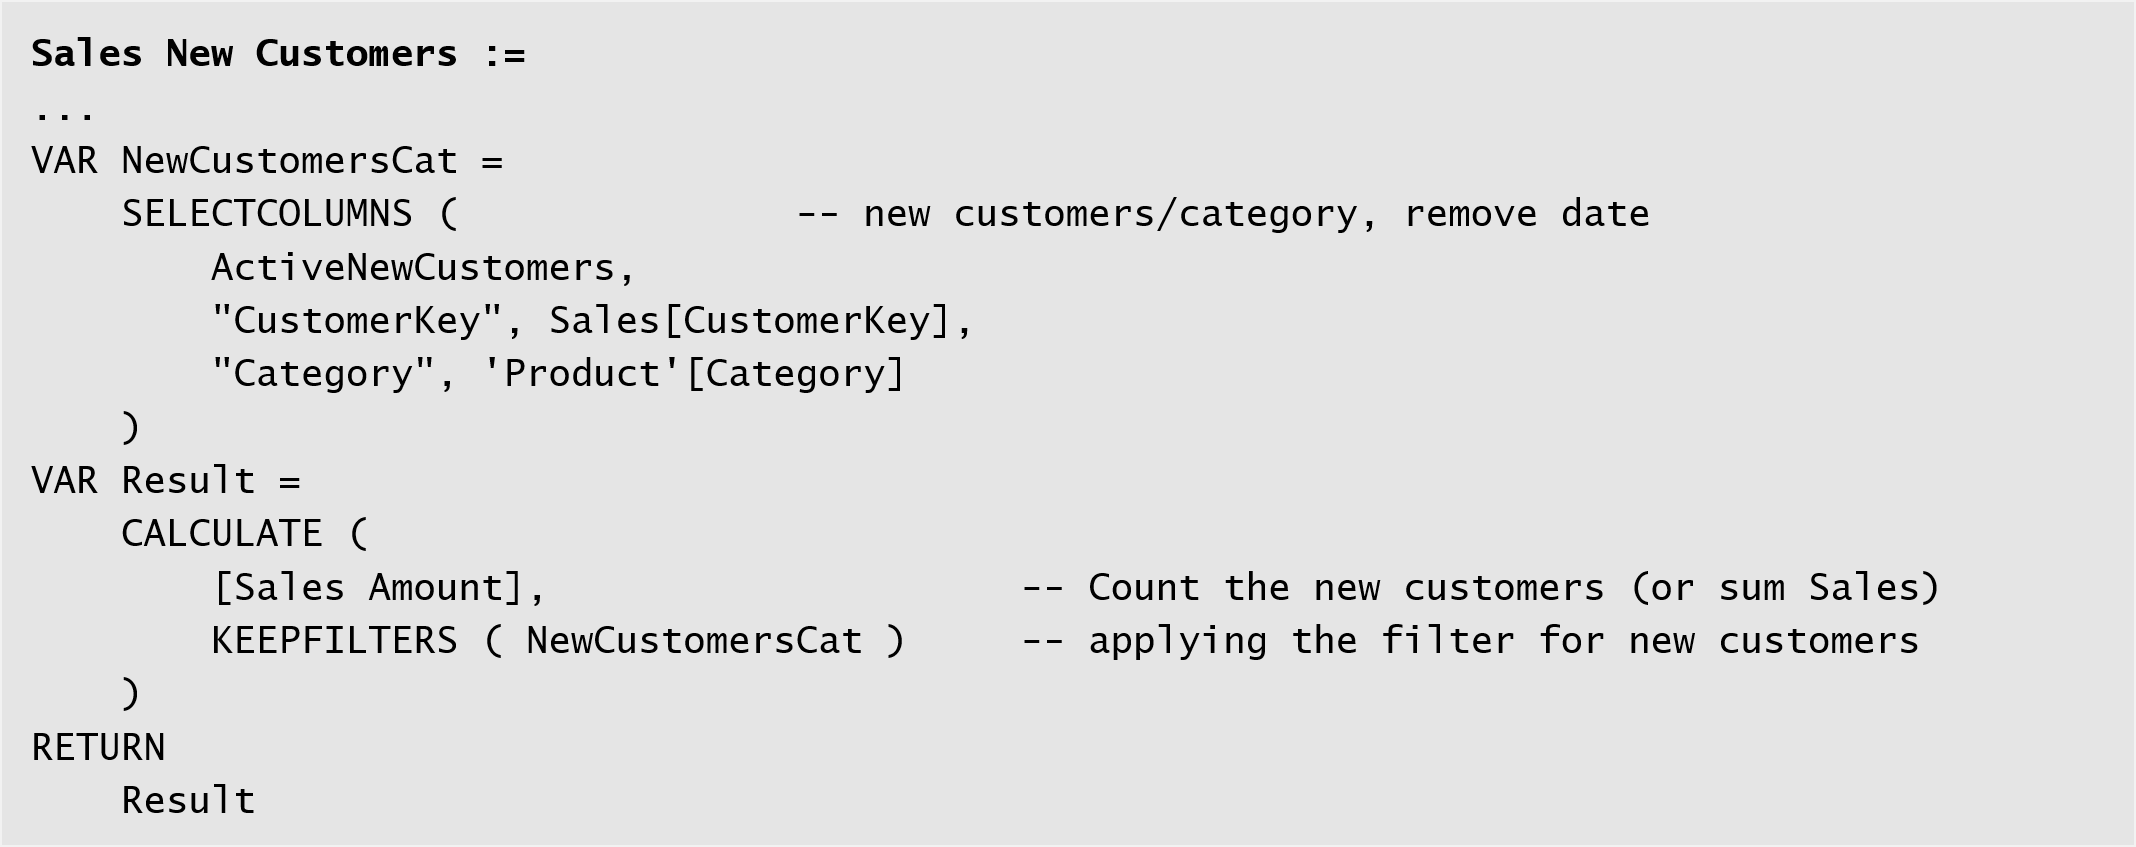 Sales New Customers :=
...
VAR NewCustomersCat =
    SELECTCOLUMNS (               -- new customers/category, remove date
        ActiveNewCustomers,
        "CustomerKey", Sales[CustomerKey],
        "Category", 'Product'[Category]
    )
VAR Result =
    CALCULATE (
        [Sales Amount],                     -- Count the new customers (or sum Sales)
        KEEPFILTERS ( NewCustomersCat )     -- applying the filter for new customers
    )
RETURN
    Result